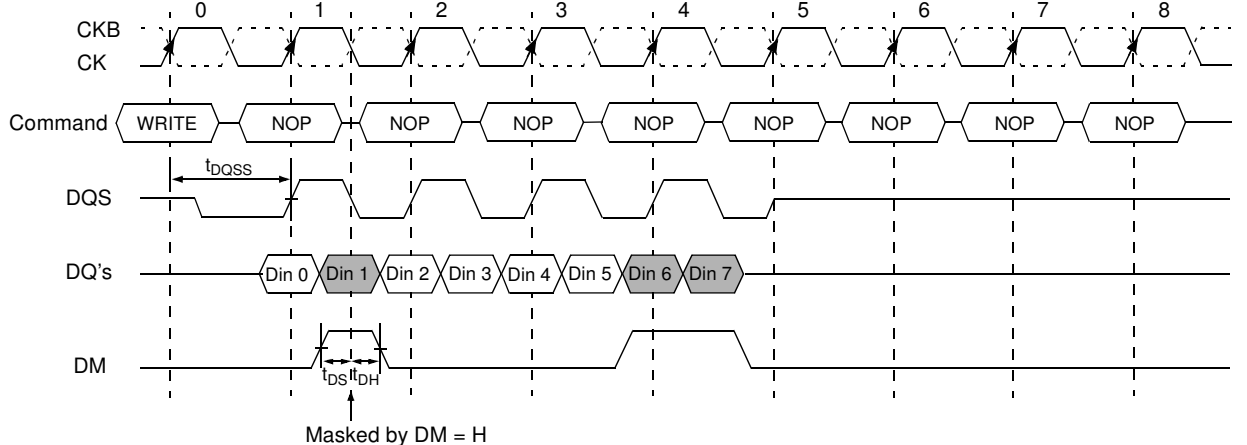 0 1 2 3 4 5 6 7 8
CKB
CK
Command WRITE NOP NOP NOP NOP NOP NOP NOP NOP
tDQSS
DQS
DQ's Din 0 Din 1 Din 2 Din 3 Din 4 Din 5 Din 6 Din 7
DM
tDS tDH
Masked by DM = H